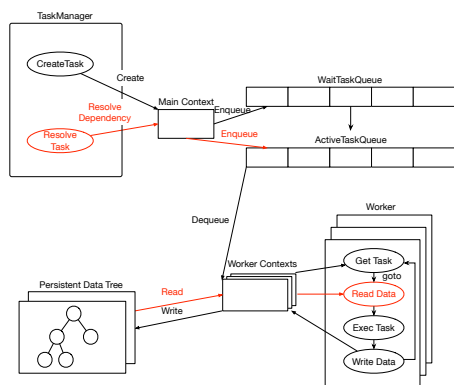 TaskManager
CreateTask
Create
WaitTaskQueue
Resolve
Dependency
Main Context
Enqueue
Resolve
Task
Enqueue
ActiveTaskQueue
Dequeue
Worker
Worker Contexts
Get Task
goto
Persistent Data Tree
Read
Read Data
Write
Exec Task
Write Data